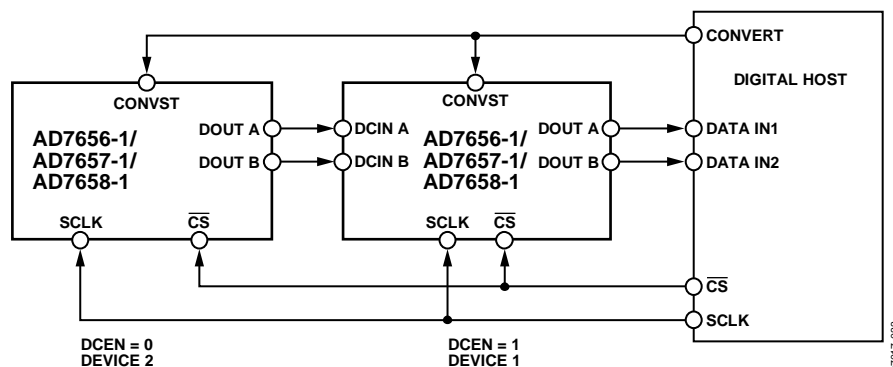 CONVERT
DIGITAL HOST
CONVST
CONVST
AD7656-1/
AD7657-1/
AD7658-1
DOUT A
DOUT B
DCIN A
DCIN B
AD7656-1/
AD7657-1/
AD7658-1
DOUT A
DOUT B
DATA IN1
DATA IN2
SCLK
CS
SCLK
CS
CS
SCLK
DCEN = 0
DEVICE 2
DCEN = 1
DEVICE 1